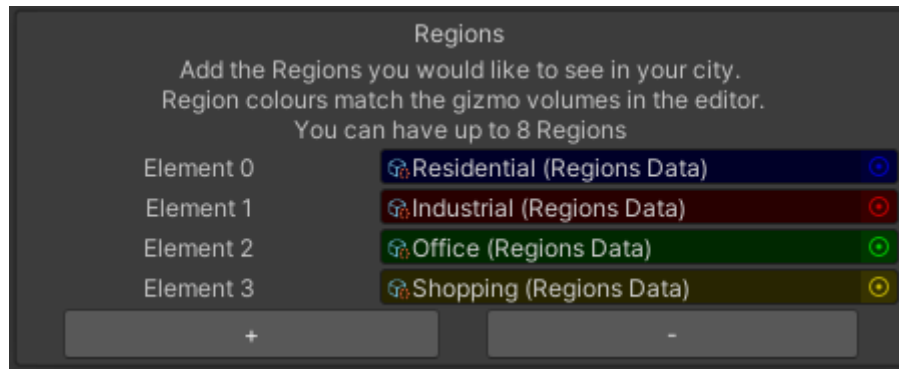 Regions
Add the Regions you would like to see in your city.
Region colours match the gizmo volumes in the editor.
You can have up to 8 Regions
Element 0 Residential (Regions Data)
Element 1 Industrial (Regions Data)
Element 2 Office (Regions Data)
Element 3 Shopping (Regions Data)
+ -